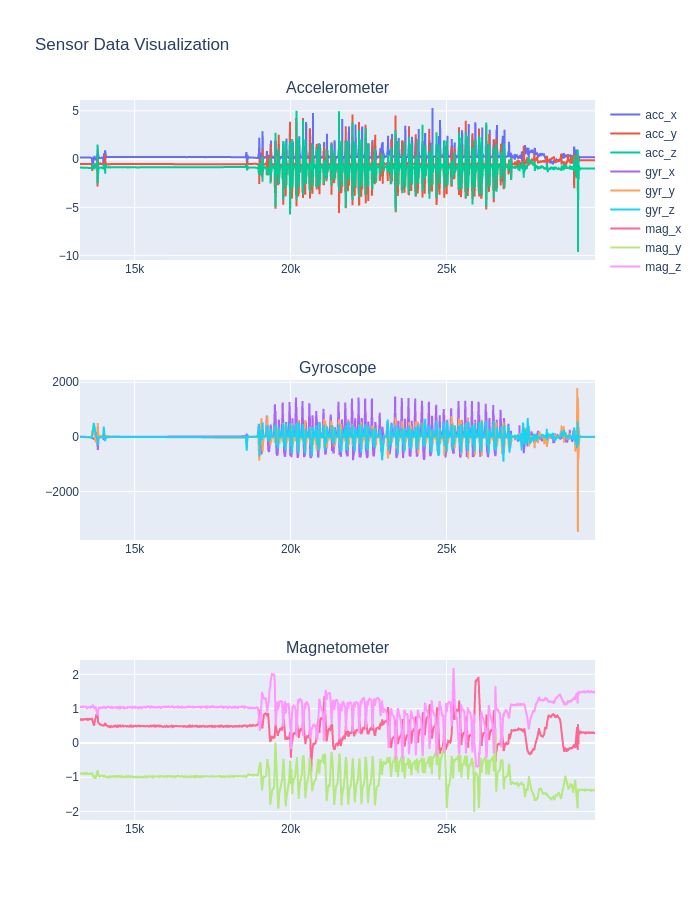 Sensor Data Visualization
Accelerometer
5
0
−5
−10
15k
20k
25k
acc_x
acc_y
acc_z
gyr_x
gyr_y
gyr_z
mag_x
mag_y
mag_z
Gyroscope
2000
0
−2000
15k
20k
25k
Magnetometer
2
1
0
−1
−2
15k
20k
25k